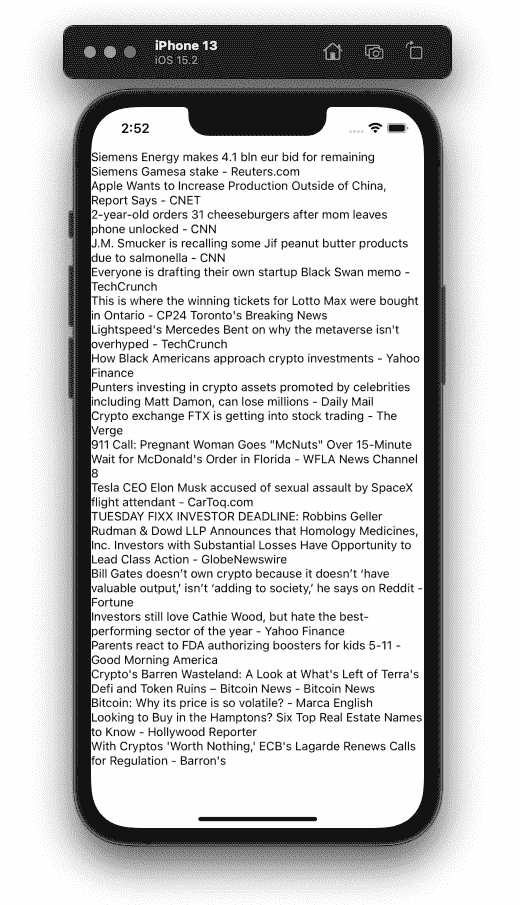 iPhone 13
iOS 15.2
2:52
Siemens Energy makes 4.1 bln eur bid for remaining
Siemens Gamesa stake - Reuters.com
Apple Wants to Increase Production Outside of China,
Report Says - CNET
2-year-old orders 31 cheeseburgers after mom leaves
phone unlocked - CNN
J.M. Smucker is recalling some Jif peanut butter products
due to salmonella - CNN
Everyone is drafting their own startup Black Swan memo -
TechCrunch
This is where the winning tickets for Lotto Max were bought
in Ontario - CP24 Toronto's Breaking News
Lightspeed's Mercedes Bent on why the metaverse isn't
overhyped - TechCrunch
How Black Americans approach crypto investments - Yahoo
Finance
Punters investing in crypto assets promoted by celebrities
including Matt Damon, can lose millions - Daily Mail
Crypto exchange FTX is getting into stock trading - The
Verge
911 Call: Pregnant Woman Goes "McNuts" Over 15-Minute
Wait for McDonald's Order in Florida - WFLA News Channel
8
Tesla CEO Elon Musk accused of sexual assault by SpaceX
flight attendant - CarToq.com
TUESDAY FIXX INVESTOR DEADLINE: Robbins Geller
Rudman & Dowd LLP Announces that Homology Medicines,
Inc. Investors with Substantial Losses Have Opportunity to
Lead Class Action - GlobeNewswire
Bill Gates doesn’t own crypto because it doesn’t ‘have
valuable output,’ isn’t ‘adding to society,’ he says on Reddit -
Fortune
Investors still love Cathie Wood, but hate the best-
performing sector of the year - Yahoo Finance
Parents react to FDA authorizing boosters for kids 5-11 -
Good Morning America
Crypto's Barren Wasteland: A Look at What's Left of Terra's
Defi and Token Ruins – Bitcoin News - Bitcoin News
Bitcoin: Why its price is so volatile? - Marca English
Looking to Buy in the Hamptons? Six Top Real Estate Names
to Know - Hollywood Reporter
With Cryptos 'Worth Nothing,' ECB's Lagarde Renews Calls
for Regulation - Barron's